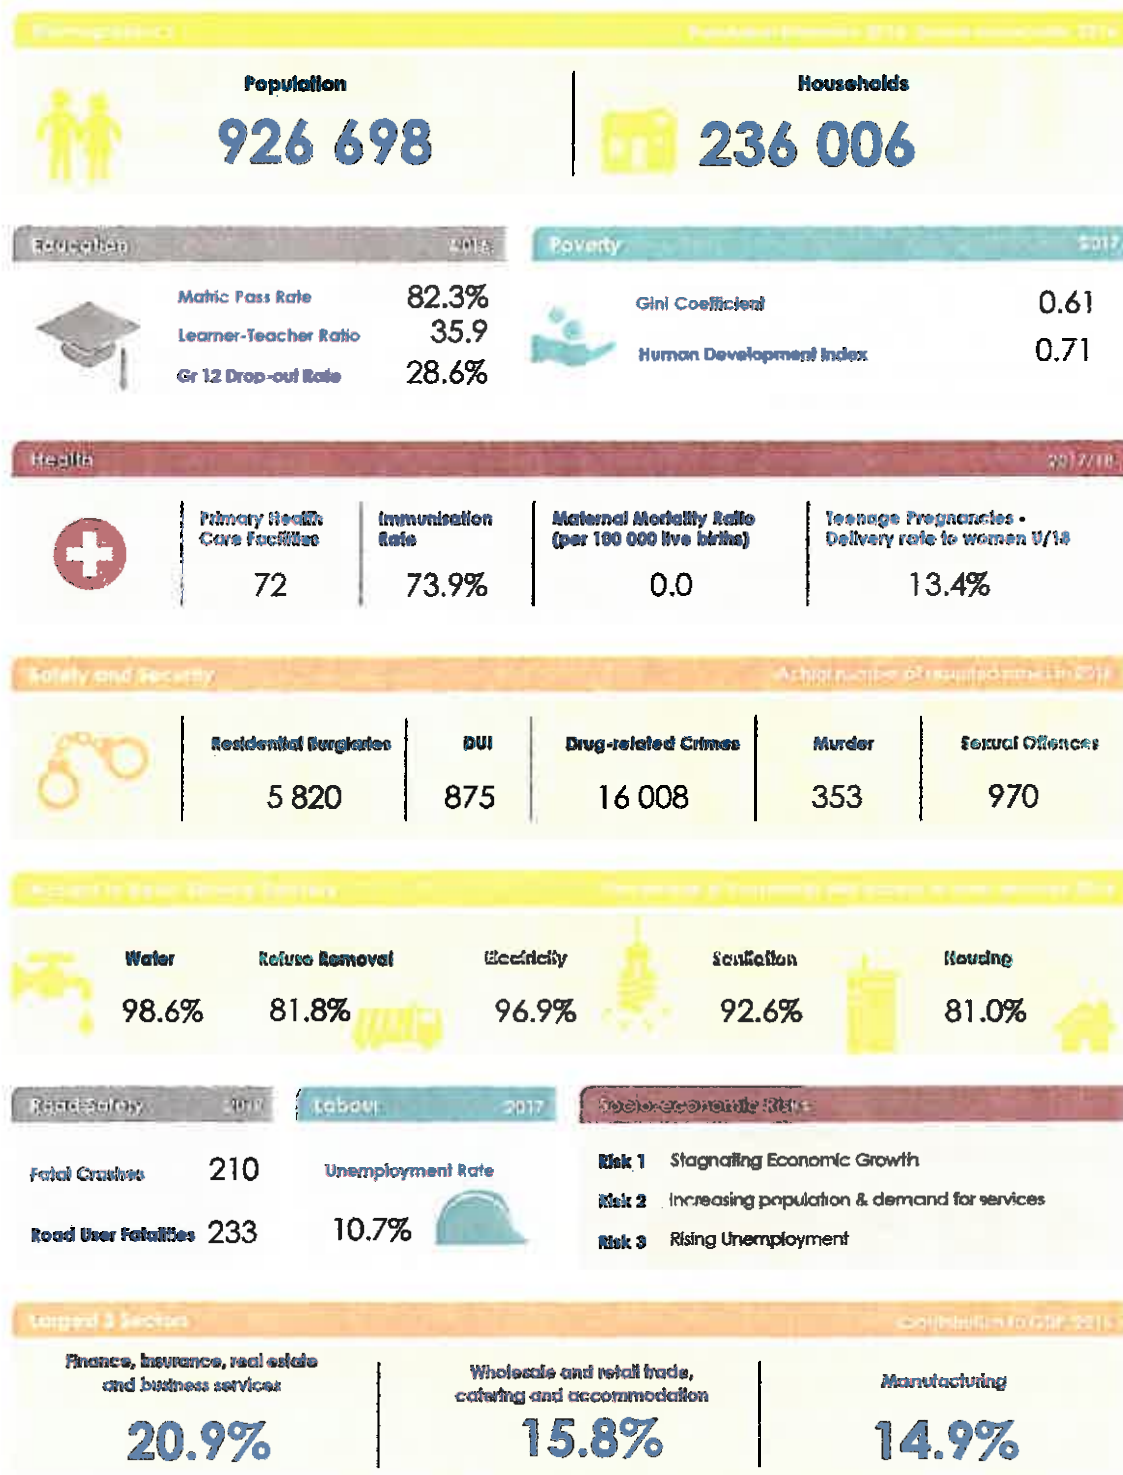 Demographics
Population
Households
926 698
236 006
Education
Poverty
2017
Matric Pass Rate
82.3%
Learner-Teacher Ratio
35.9
Gr 12 Drop-out Rate
28.6%
Gini Coefficient
0.61
Human Development Index
0.71
Health
2017/18
Primary Health
Care Facilities
72
Immunisation
Rate
73.9%
Maternal Mortality Ratio
(per 100 000 live births)
0.0
Teenage Pregnancies -
Delivery rate to women U/18
13.4%
Safety and Security
Residential Burglaries
5 820
DUI
875
Drug-related Crimes
16 008
Murder
353
Sexual Offences
970
Water
98.6%
Refuse Removal
81.8%
Electricity
96.9%
Sanitation
92.6%
Housing
81.0%
Road Safety
Fatal Crashes
210
Road User Fatalities
233
Labour
2017
Unemployment Rate
10.7%
Socio-economic Risks
Risk 1 Stagnating Economic Growth
Risk 2 Increasing population & demand for services
Risk 3 Rising Unemployment
Largest 3 Sectors
Finance, insurance, real estate
and business services
20.9%
Wholesale and retail trade,
catering and accommodation
15.8%
Manufacturing
14.9%